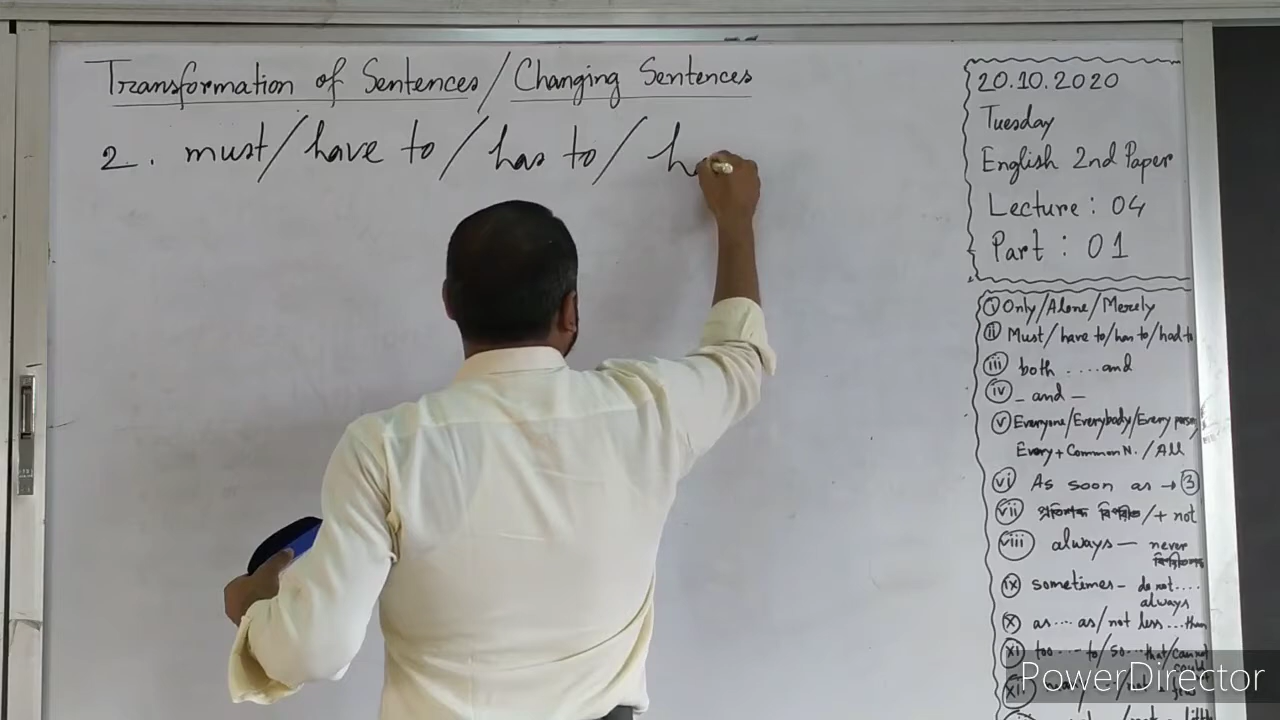 Transformation of Sentences / Changing Sentences
2. must / have to / has to / h
20.10.2020
Tuesday
English 2nd Paper
Lecture : 04
Part : 01
(i) Only/Alone/Merely
(ii) Must/have to/has to/had to
(iii) both ....and
(iv) _ and _
(v) Everyone/Everybody/Every person
Every + Common N. / All
(vi) As soon as → 3
(vii) /+ not
(viii) always — never
(ix) sometimes - do not....
always
(x) as .... as/not less ...than
(xi) too ... to/so ... that/cannot
could
(xii)
PowerDirector